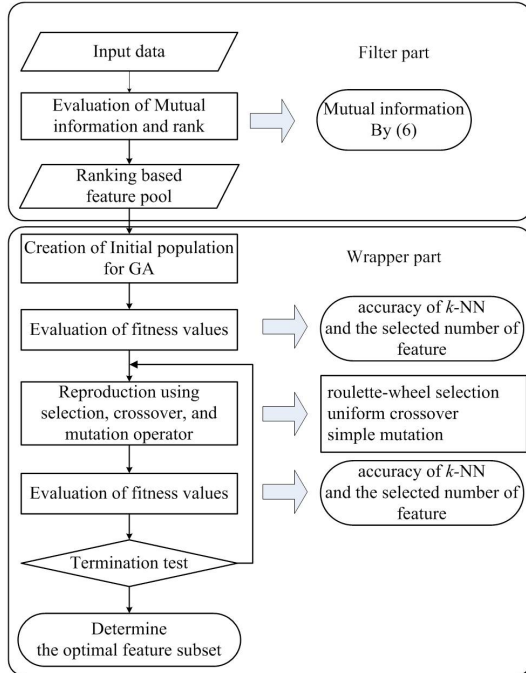 Input data
Filter part
Evaluation of Mutual
information and rank
Mutual information
By (6)
Ranking based
feature pool
Creation of Initial population
for GA
Wrapper part
Evaluation of fitness values
accuracy of k-NN
and the selected number of
feature
Reproduction using
selection, crossover, and
mutation operator
roulette-wheel selection
uniform crossover
simple mutation
Evaluation of fitness values
accuracy of k-NN
and the selected number of
feature
Termination test
Determine
the optimal feature subset